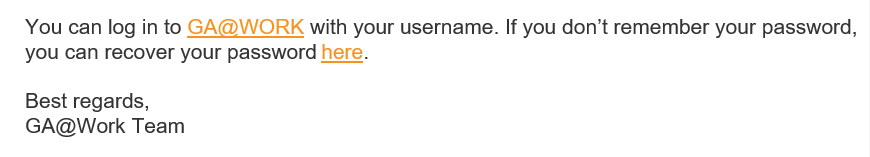 You can log in to GA@WORK with your username. If you don’t remember your password,
you can recover your password here.
Best regards,
GA@Work Team